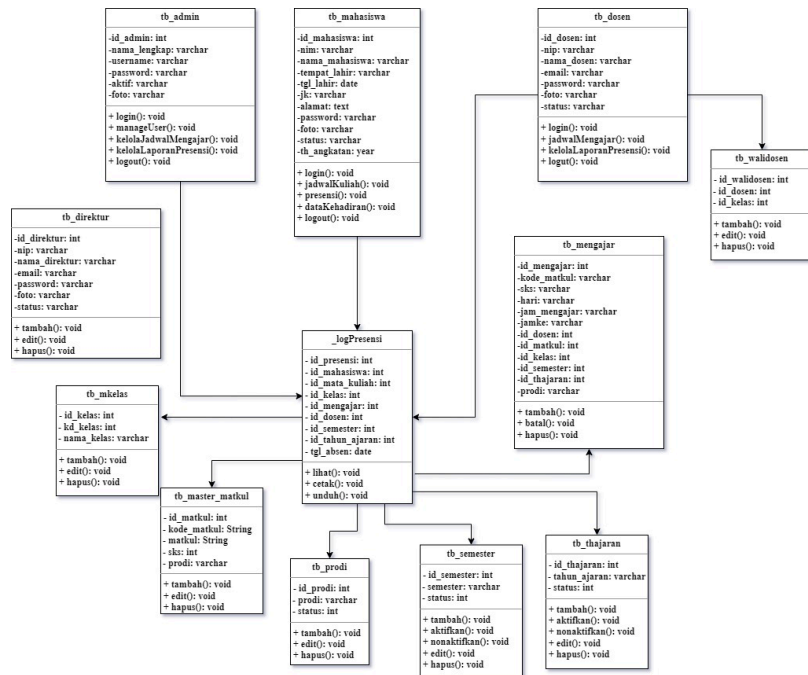 tb_admin
-id_admin: int
-nama_lengkap: varchar
-username: varchar
-password: varchar
-aktif: varchar
-foto: varchar
+ login(): void
+ manageUser(): void
+ kelolaJadwalMengajar(): void
+ kelolaLaporanPresensi(): void
+ logout(): void
tb_mahasiswa
-id_mahasiswa: int
-nim: varchar
-nama_mahasiswa: varchar
-tempat_lahir: varchar
-tgl_lahir: date
-jk: varchar
-alamat: text
-password: varchar
-foto: varchar
-status: varchar
-th_angkatan: year
+ login(): void
+ jadwalKuliah(): void
+ presensi(): void
+ dataKehadiran(): void
+ logout(): void
tb_dosen
-id_dosen: int
-nip: varchar
-nama_dosen: varchar
-email: varchar
-password: varchar
-foto: varchar
-status: varchar
+ login(): void
+ jadwalMengajar(): void
+ kelolaLaporanPresensi(): void
+ logut(): void
tb_walidosen
- id_walidosen: int
- id_dosen: int
- id_kelas: int
+ tambah(): void
+ edit(): void
+ hapus(): void
tb_direktur
-id_direktur: int
-nip: varchar
-nama_direktur: varchar
-email: varchar
-password: varchar
-foto: varchar
-status: varchar
+ tambah(): void
+ edit(): void
+ hapus(): void
tb_mengajar
-id_mengajar: int
-kode_matkul: varchar
-sks: varchar
-hari: varchar
-jam_mengajar: varchar
-jamke: varchar
-id_dosen: int
-id_matkul: int
-id_kelas: int
-id_semester: int
-id_thajaran: int
-prodi: varchar
+ tambah(): void
+ batal(): void
+ hapus(): void
_logPresensi
- id_presensi: int
- id_mahasiswa: int
- id_mata_kuliah: int
- id_kelas: int
- id_mengajar: int
- id_dosen: int
- id_semester: int
- id_tahun_ajaran: int
- tgl_absen: date
+ lihat(): void
+ cetak(): void
+ unduh(): void
tb_mkelas
- id_kelas: int
- kd_kelas: int
- nama_kelas: varchar
+ tambah(): void
+ edit(): void
+ hapus(): void
tb_master_matkul
- id_matkul: int
- kode_matkul: String
- matkul: String
- sks: int
- prodi: varchar
+ tambah(): void
+ edit(): void
+ hapus(): void
tb_prodi
- id_prodi: int
- prodi: varchar
- status: int
+ tambah(): void
+ edit(): void
+ hapus(): void
tb_semester
- id_semester: int
- semester: varchar
- status: int
+ tambah(): void
+ aktifkan(): void
+ nonaktifkan(): void
+ edit(): void
+ hapus(): void
tb_thajaran
- id_thajaran: int
- tahun_ajaran: varchar
- status: int
+ tambah(): void
+ aktifkan(): void
+ nonaktifkan(): void
+ edit(): void
+ hapus(): void